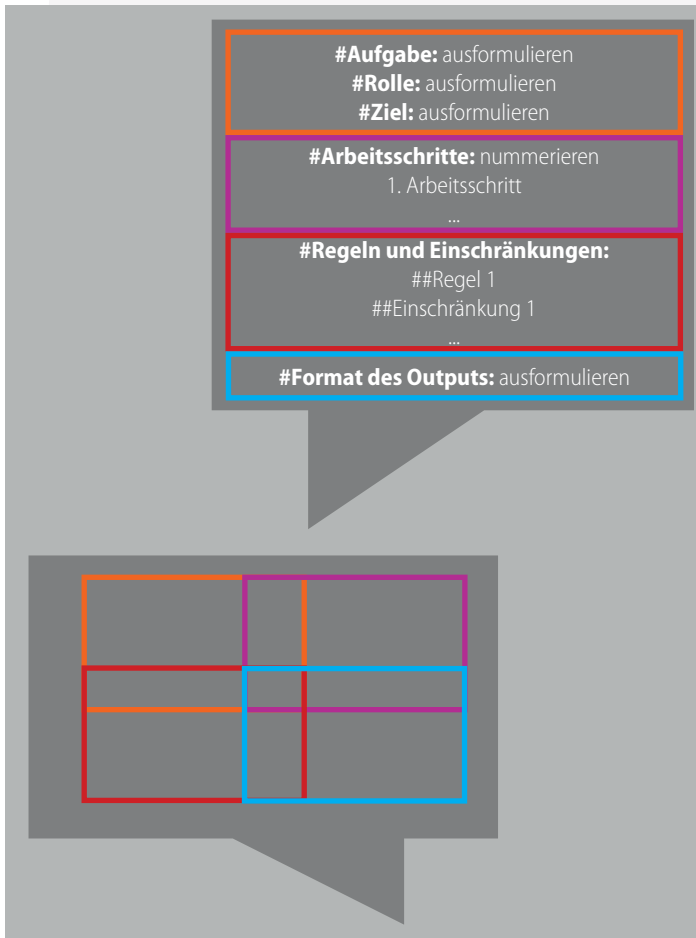 #Aufgabe: ausformulieren
#Rolle: ausformulieren
#Ziel: ausformulieren
#Arbeitsschritte: nummerieren
1. Arbeitsschritt
...
#Regeln und Einschränkungen:
##Regel 1
##Einschränkung 1
...
#Format des Outputs: ausformulieren